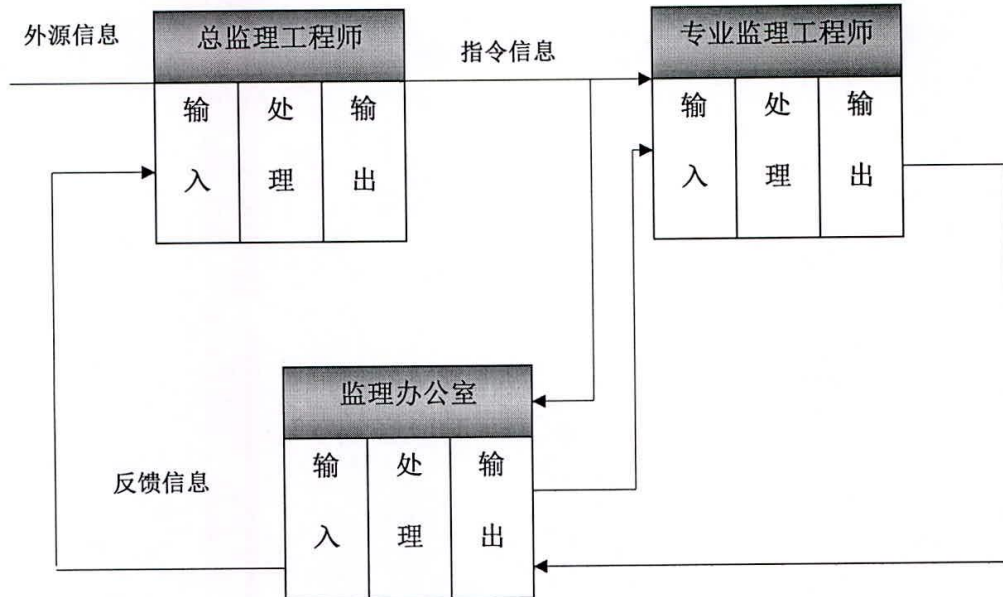 外源信息
总监理工程师
指令信息
专业监理工程师
输入
处理
输出
输入
处理
输出
监理办公室
反馈信息
输入
处理
输出